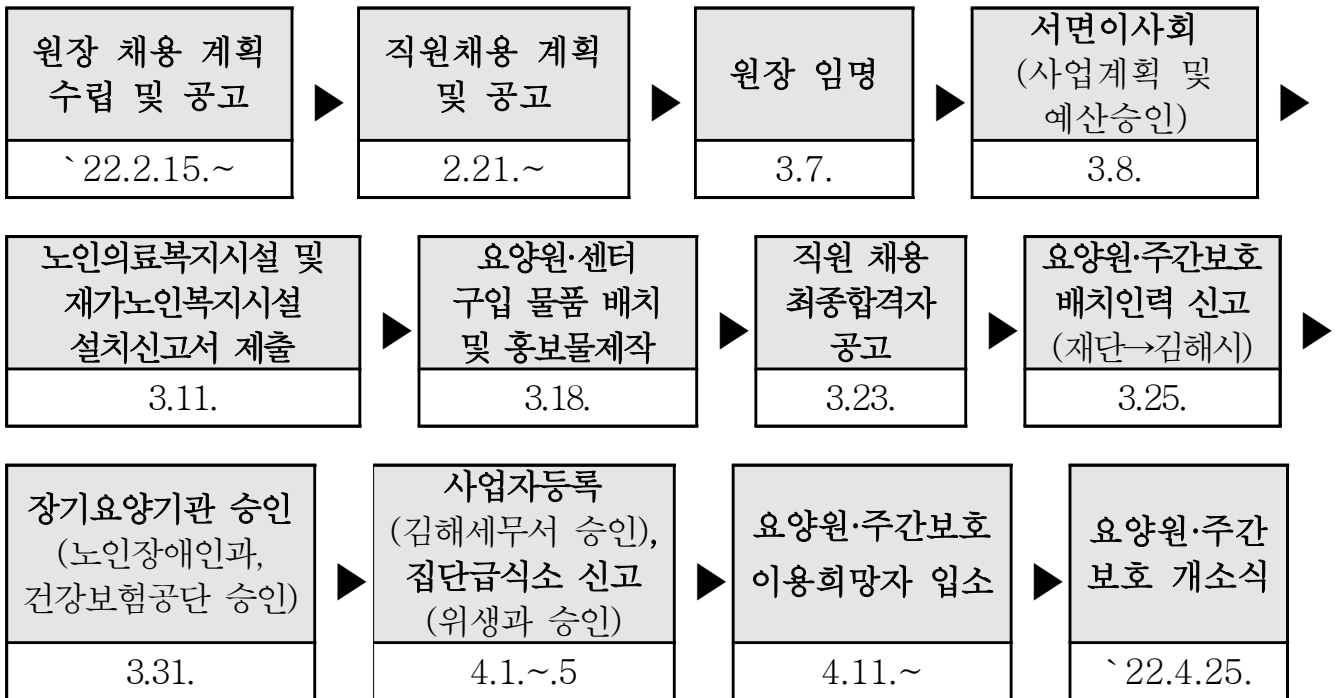 원장 채용 계획
수립 및 공고
`22.2.15.~
▶
직원채용 계획
및 공고
2.21.~
▶
원장 임명
3.7.
▶
서면이사회
(사업계획 및
예산승인)
3.8.
▶
노인의료복지시설 및
재가노인복지시설
설치신고서 제출
3.11.
▶
요양원·센터
구입 물품 배치
및 홍보물제작
3.18.
▶
직원 채용
최종합격자
공고
3.23.
▶
요양원·주간보호
배치인력 신고
(재단→김해시)
3.25.
▶
장기요양기관 승인
(노인장애인과,
건강보험공단 승인)
3.31.
▶
사업자등록
(김해세무서 승인),
집단급식소 신고
(위생과 승인)
4.1.~.5
▶
요양원·주간보호
이용희망자 입소
4.11.~
▶
요양원·주간
보호 개소식
`22.4.25.